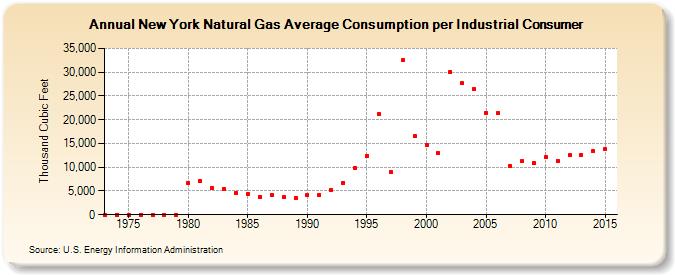 Annual New York Natural Gas Average Consumption per Industrial Consumer
Thousand Cubic Feet
35,000
30,000
25,000
20,000
15,000
10,000
5,000
0
1975 1980 1985 1990 1995 2000 2005 2010 2015
Source: U.S. Energy Information Administration